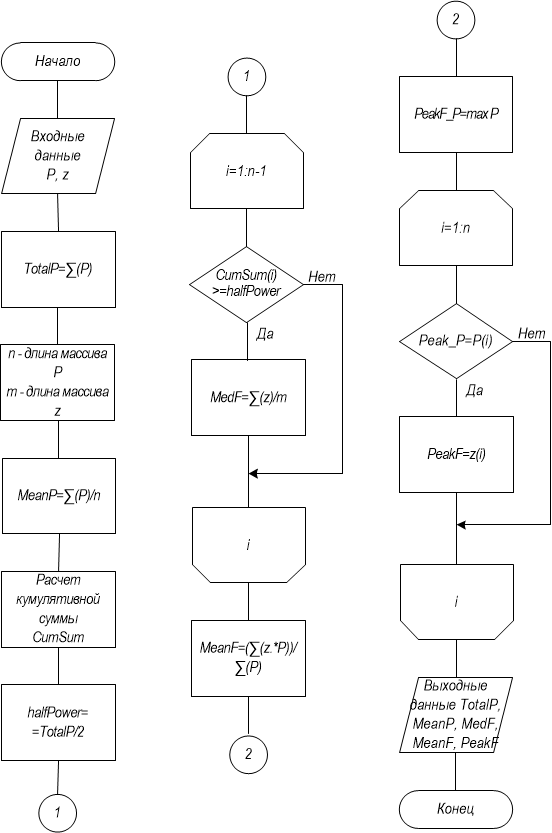 Начало
Входные
данные
P, z
TotalP=∑(P)
n - длина массива
P
m - длина массива
z
MeanP=∑(P)/n
Расчет
кумулятивной
суммы
CumSum
halfPower=
=TotalP/2
1
1
i=1:n-1
CumSum(i)
>=halfPower
Нет
Да
MedF=∑(z)/m
i
MeanF=(∑(z.*P))/
∑(P)
2
2
PeakF_P=max P
i=1:n
Peak_P=P(i)
Нет
Да
PeakF=z(i)
i
Выходные
данные TotalP,
MeanP, MedF,
MeanF, PeakF
Конец